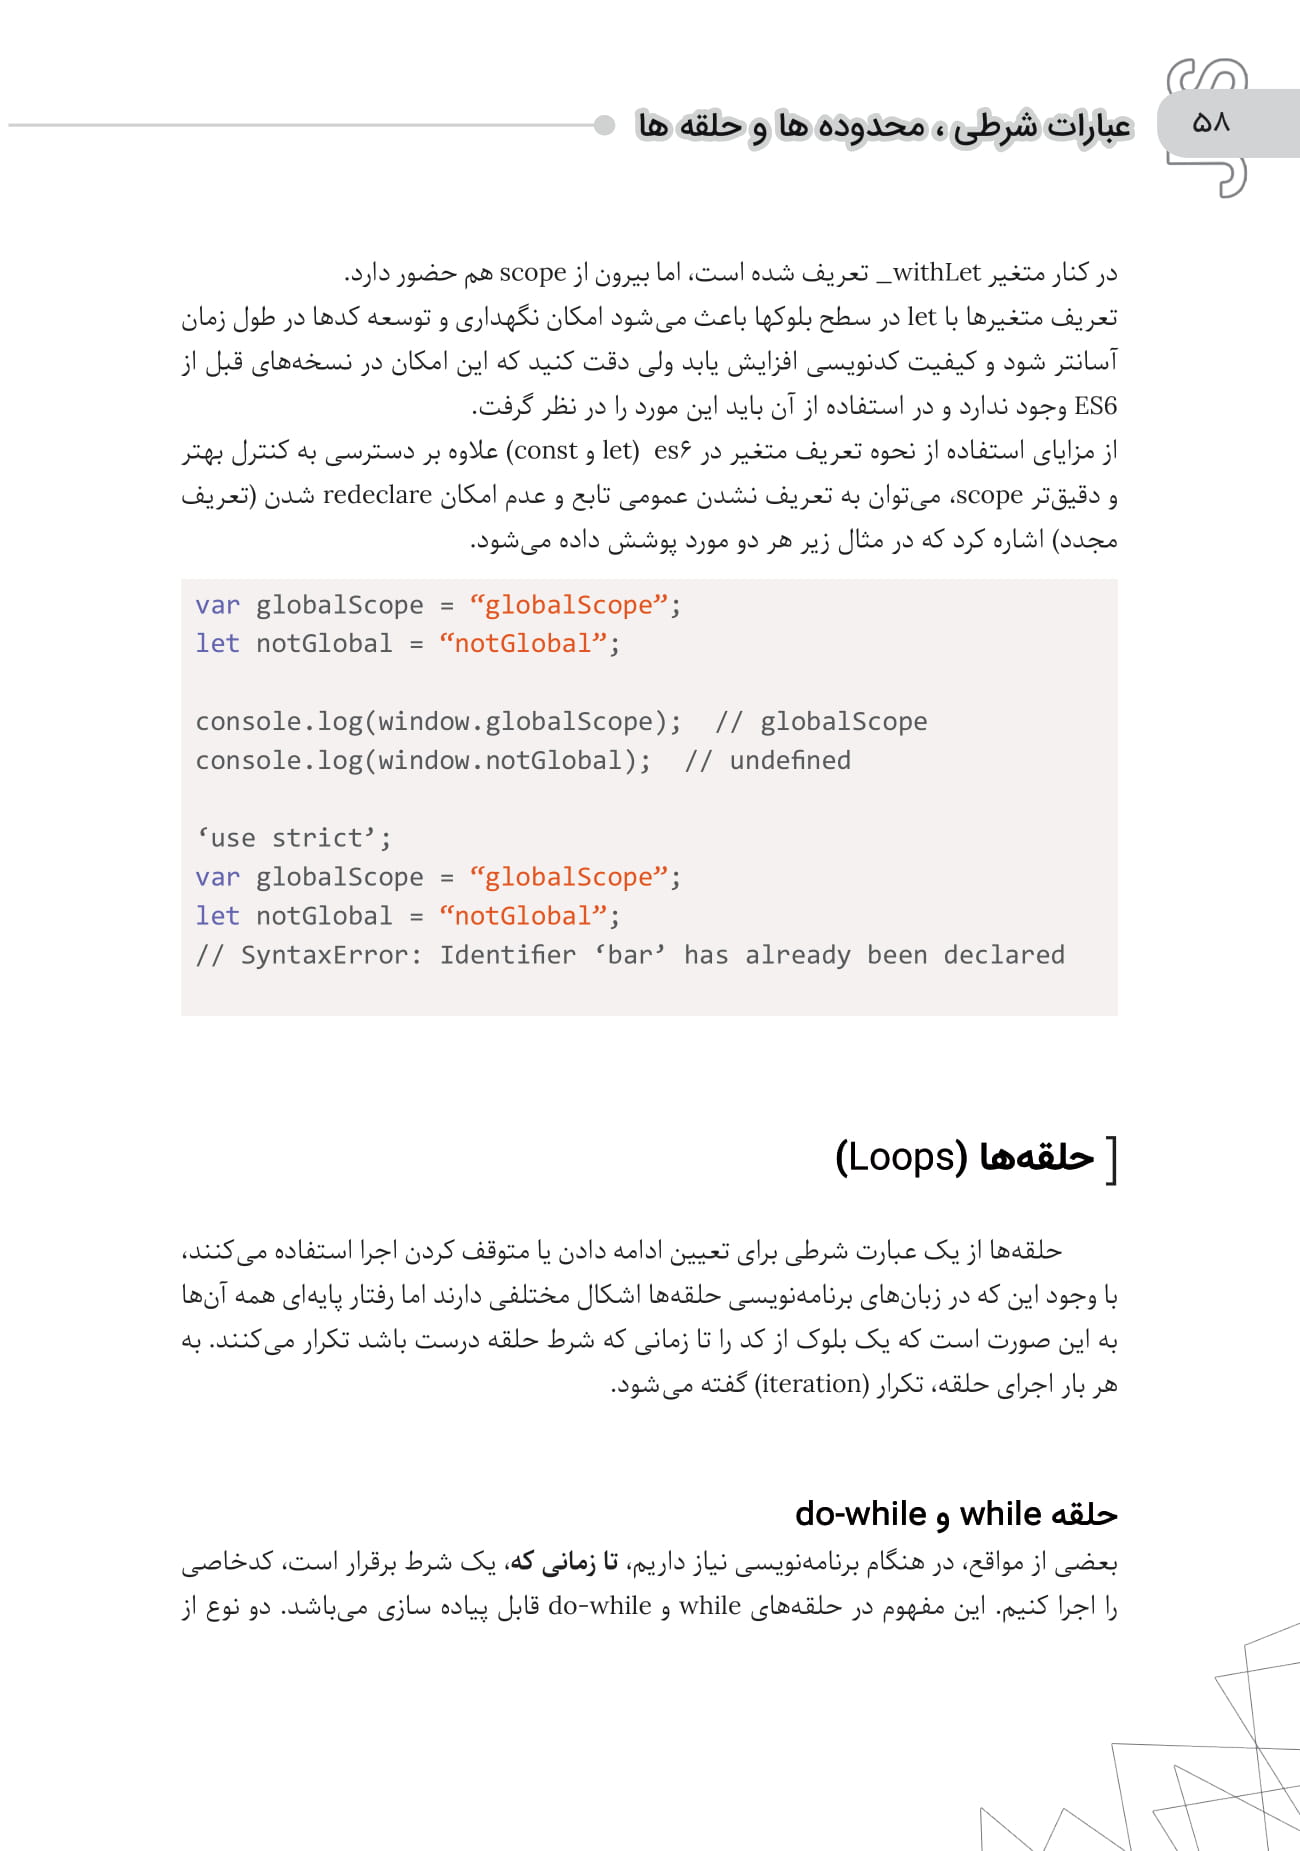 ۵۸
عبارات شرطی ، محدوده ها و حلقه ها
در کنار متغیر withLet_ تعریف شده است، اما بیرون از scope هم حضور دارد.
تعریف متغیرها با let در سطح بلوکها باعث می‌شود امکان نگهداری و توسعه کدها در طول زمان
آسانتر شود و کیفیت کدنویسی افزایش یابد ولی دقت کنید که این امکان در نسخه‌های قبل از
ES6 وجود ندارد و در استفاده از آن باید این مورد را در نظر گرفت.
از مزایای استفاده از نحوه تعریف متغیر در es۶ (let و const) علاوه بر دسترسی به کنترل بهتر
و دقیق‌تر scope، می‌توان به تعریف نشدن عمومی تابع و عدم امکان redeclare شدن (تعریف
مجدد) اشاره کرد که در مثال زیر هر دو مورد پوشش داده می‌شود.
var globalScope = “globalScope”;
let notGlobal = “notGlobal”;
console.log(window.globalScope);  // globalScope
console.log(window.notGlobal);  // undefined
‘use strict’;
var globalScope = “globalScope”;
let notGlobal = “notGlobal”;
// SyntaxError: Identifier ‘bar’ has already been declared
[ حلقه‌ها (Loops)
حلقه‌ها از یک عبارت شرطی برای تعیین ادامه دادن یا متوقف کردن اجرا استفاده می‌کنند،
با وجود این که در زبان‌های برنامه‌نویسی حلقه‌ها اشکال مختلفی دارند اما رفتار پایه‌ای همه آن‌ها
به این صورت است که یک بلوک از کد را تا زمانی که شرط حلقه درست باشد تکرار می‌کنند. به
هر بار اجرای حلقه، تکرار (iteration) گفته می‌شود.
حلقه while و do-while
بعضی از مواقع، در هنگام برنامه‌نویسی نیاز داریم، تا زمانی که، یک شرط برقرار است، کدخاصی
را اجرا کنیم. این مفهوم در حلقه‌های while و do-while قابل پیاده سازی می‌باشد. دو نوع از